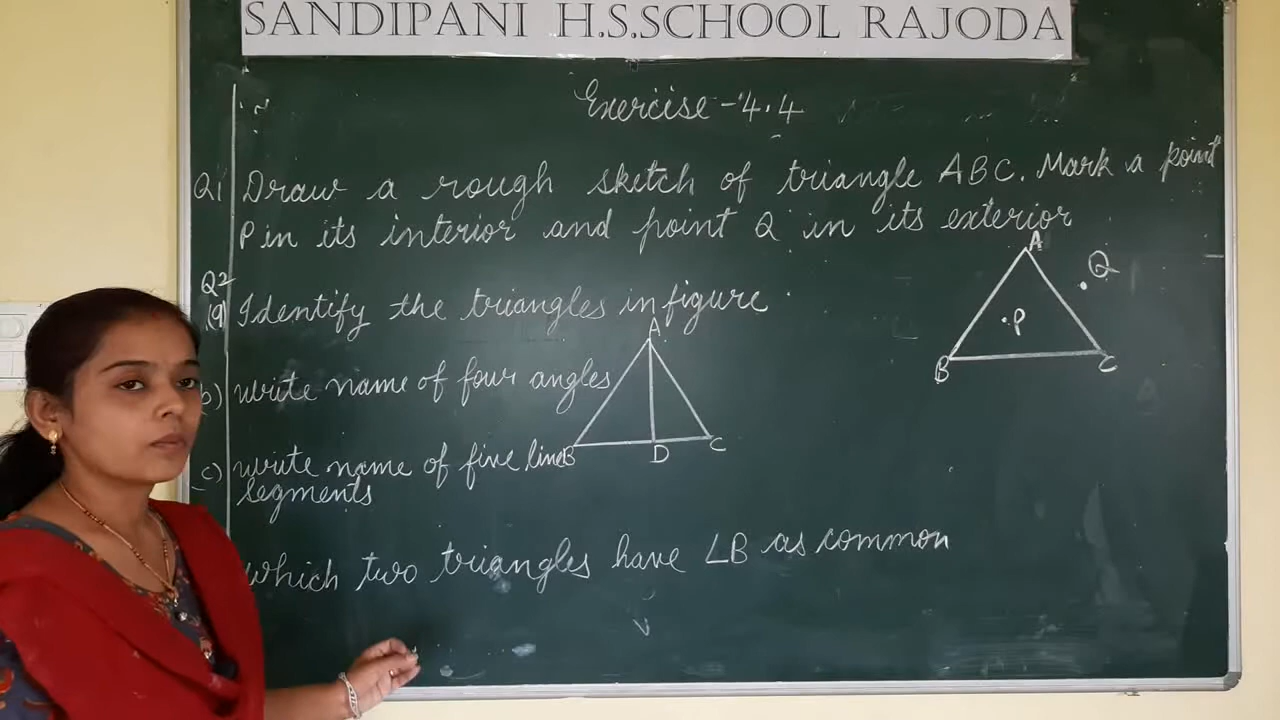 SANDIPANI H.S.SCHOOL RAJODA
Exercise-4.4
Q1 Draw a rough sketch of triangle ABC. Mark a point
P in its interior and point Q in its exterior
A
Q
P
B
C
Q2
(a) Identify the triangles in figure
A
b) write name of four angles
B
D
C
c) write name of five line
segments
which two triangles have ∠B as common